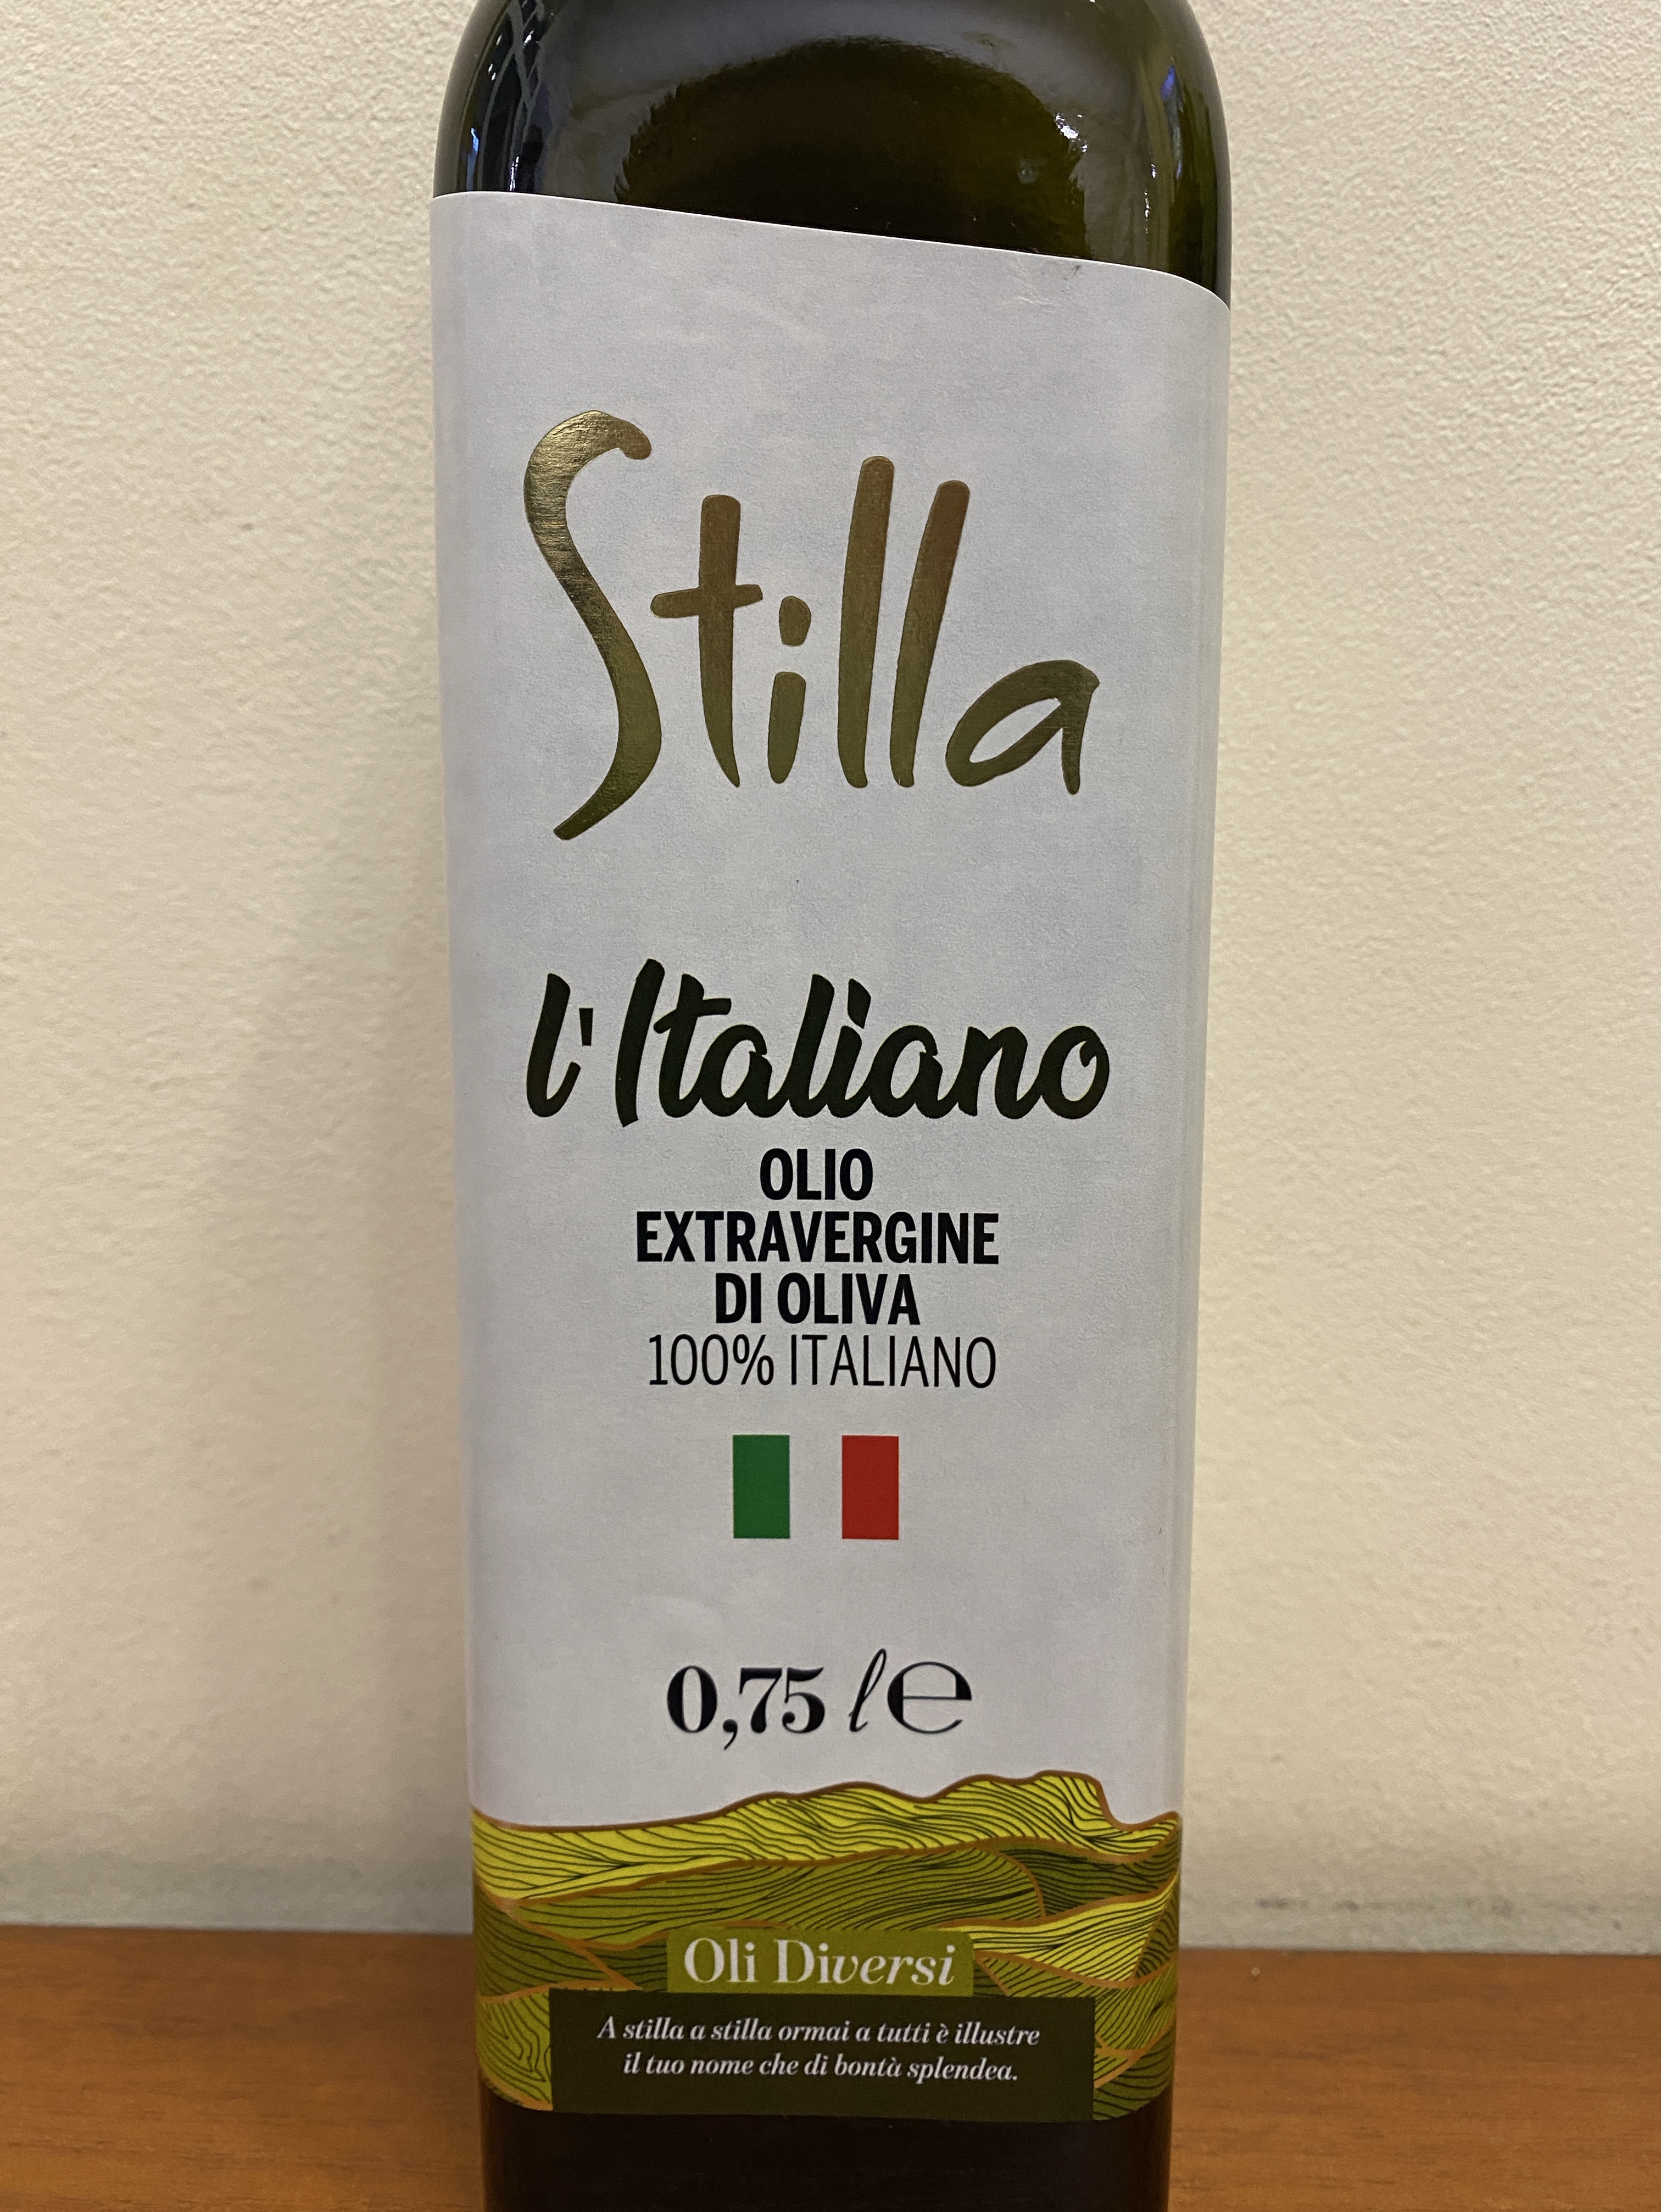 Stilla
l'Italiano
OLIO
EXTRAVERGINE
DI OLIVA
100% ITALIANO
0,75 ℓ ℮
Oli Diversi
A stilla a stilla ormai a tutti è illustre
il tuo nome che di bontà splendea.